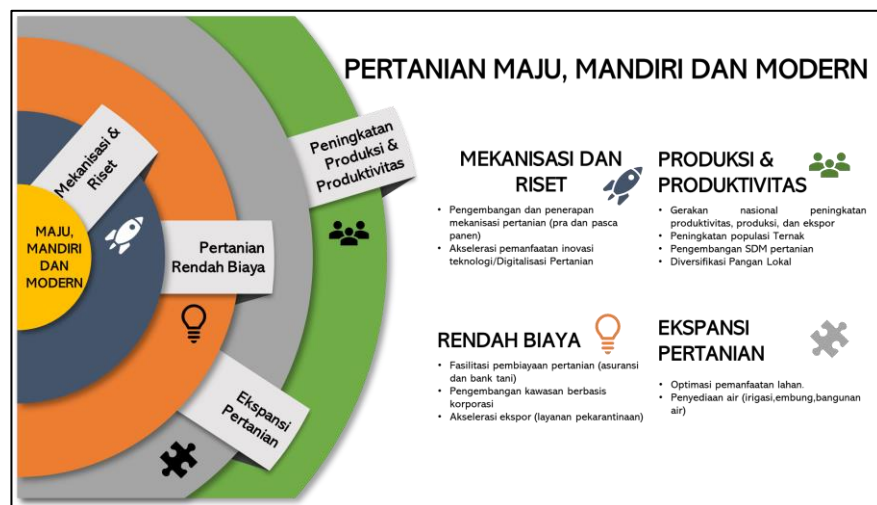 PERTANIAN MAJU, MANDIRI DAN MODERN
Mekanisasi &
Riset
Peningkatan
Produksi &
Produktivitas
MAJU,
MANDIRI
DAN
MODERN
Pertanian
Rendah Biaya
Ekspansi
Pertanian
MEKANISASI DAN
RISET
• Pengembangan dan penerapan
mekanisasi pertanian (pra dan pasca
panen)
• Akselerasi pemanfaatan inovasi
teknologi/Digitalisasi Pertanian
PRODUKSI &
PRODUKTIVITAS
• Gerakan nasional peningkatan
produktivitas, produksi, dan ekspor
• Peningkatan populasi Ternak
• Pengembangan SDM pertanian
• Diversifikasi Pangan Lokal
RENDAH BIAYA
• Fasilitasi pembiayaan pertanian (asuransi
dan bank tani)
• Pengembangan kawasan berbasis
korporasi
• Akselerasi ekspor (layanan pekarantinaan)
EKSPANSI
PERTANIAN
• Optimasi pemanfaatan lahan.
• Penyediaan air (irigasi,embung,bangunan
air)